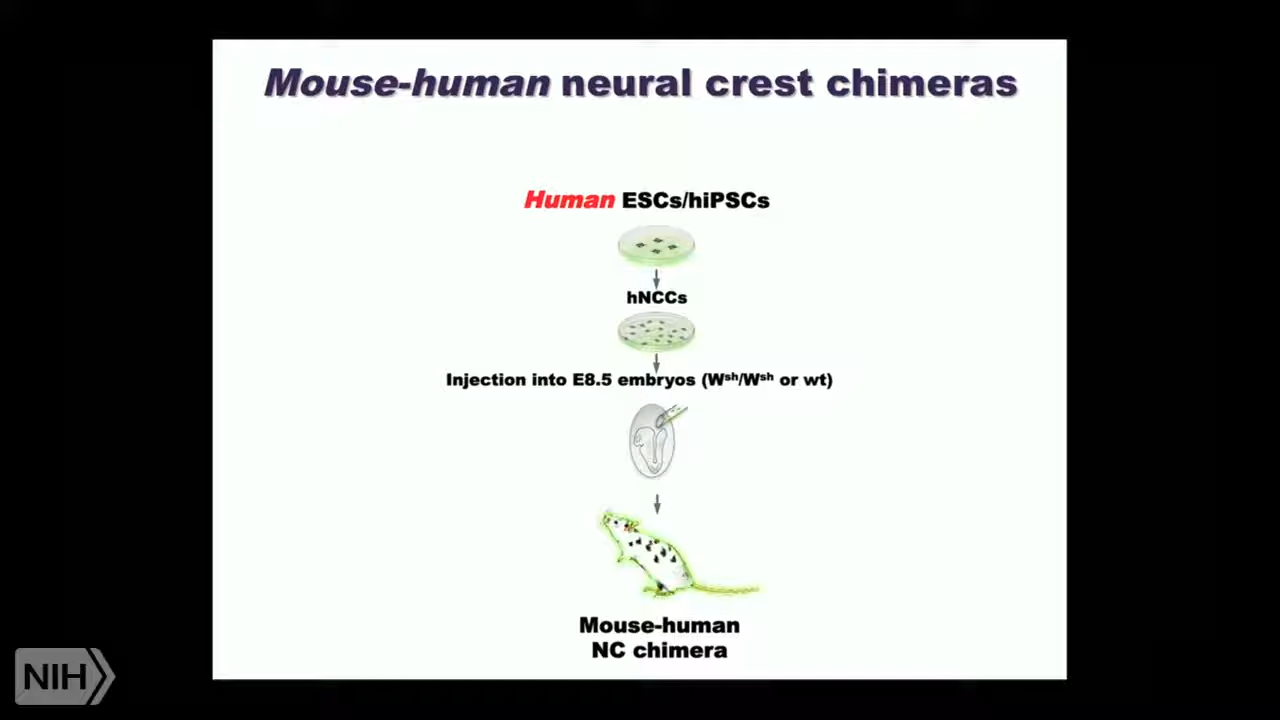 Mouse-human neural crest chimeras
Human ESCs/hiPSCs
hNCCs
Injection into E8.5 embryos (Wsh/Wsh or wt)
Mouse-human
NC chimera
NIH